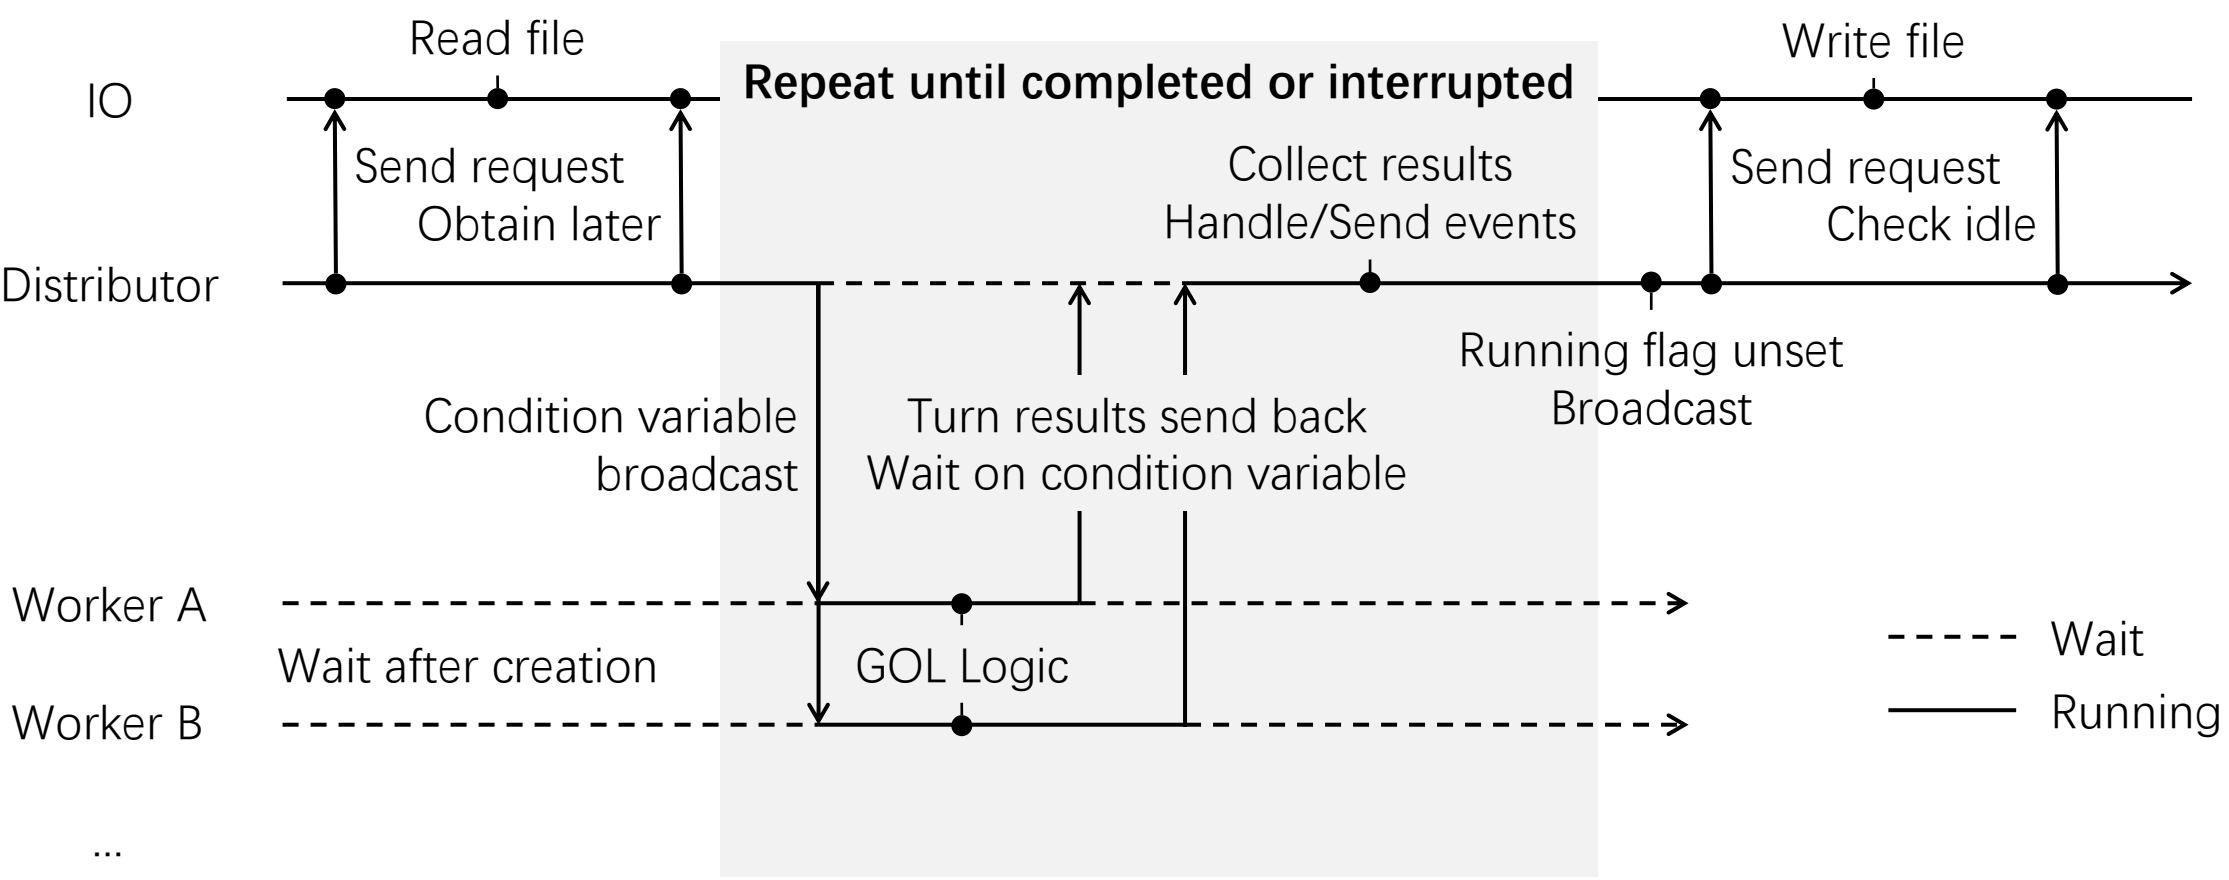 Read file
Write file
IO
Repeat until completed or interrupted
Send request
Obtain later
Collect results
Handle/Send events
Send request
Check idle
Distributor
Running flag unset
Broadcast
Condition variable
broadcast
Turn results send back
Wait on condition variable
Worker A
Wait after creation
GOL Logic
Worker B
Wait
Running
...